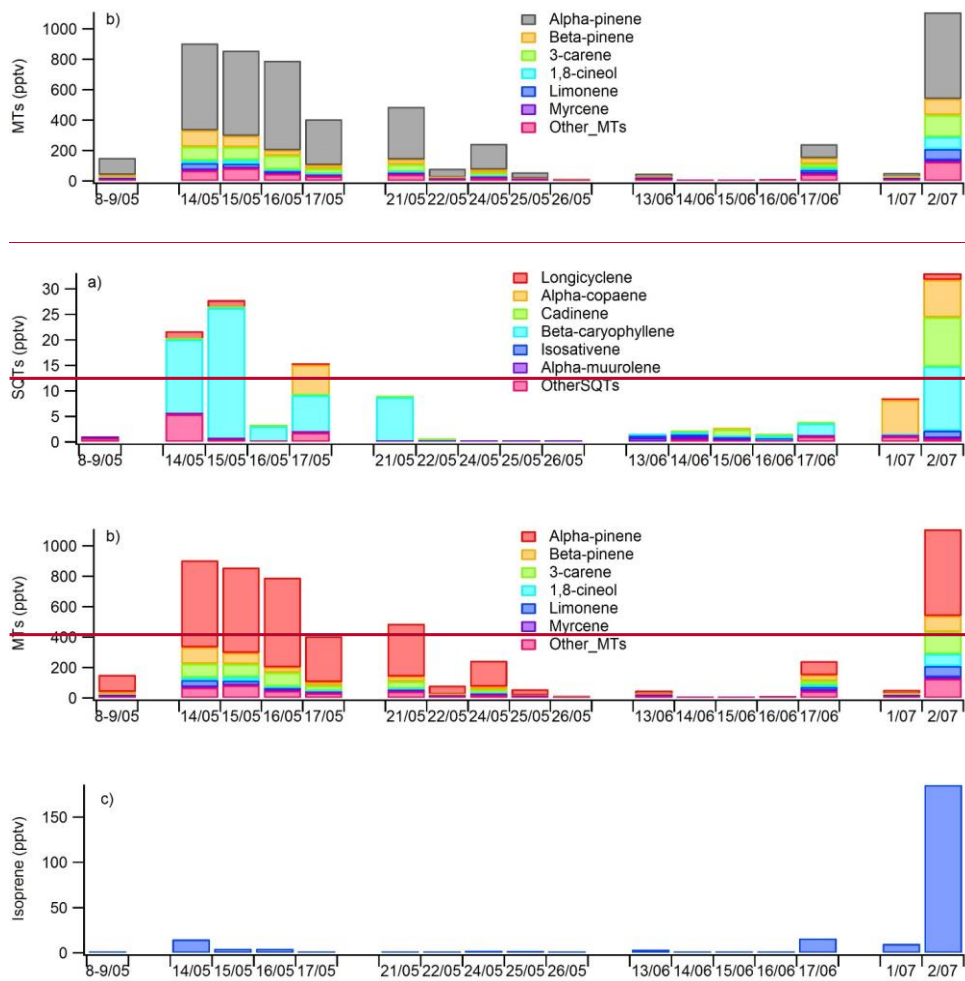 b)
MTs (pptv)
1000
800
600
400
200
0
Alpha-pinene
Beta-pinene
3-carene
1,8-cineol
Limonene
Myrcene
Other_MTs
8-9/05 14/05 15/05 16/05 17/05 21/05 22/05 24/05 25/05 26/05 13/06 14/06 15/06 16/06 17/06 1/07 2/07
a)
SQTs (pptv)
30
25
20
15
10
5
0
Longicyclene
Alpha-copaene
Cadinene
Beta-caryophyllene
Isosativene
Alpha-muurolene
OtherSQTs
8-9/05 14/05 15/05 16/05 17/05 21/05 22/05 24/05 25/05 26/05 13/06 14/06 15/06 16/06 17/06 1/07 2/07
b)
MTs (pptv)
1000
800
600
400
200
0
Alpha-pinene
Beta-pinene
3-carene
1,8-cineol
Limonene
Myrcene
Other_MTs
8-9/05 14/05 15/05 16/05 17/05 21/05 22/05 24/05 25/05 26/05 13/06 14/06 15/06 16/06 17/06 1/07 2/07
c)
Isoprene (pptv)
150
100
50
0
8-9/05 14/05 15/05 16/05 17/05 21/05 22/05 24/05 25/05 26/05 13/06 14/06 15/06 16/06 17/06 1/07 2/07